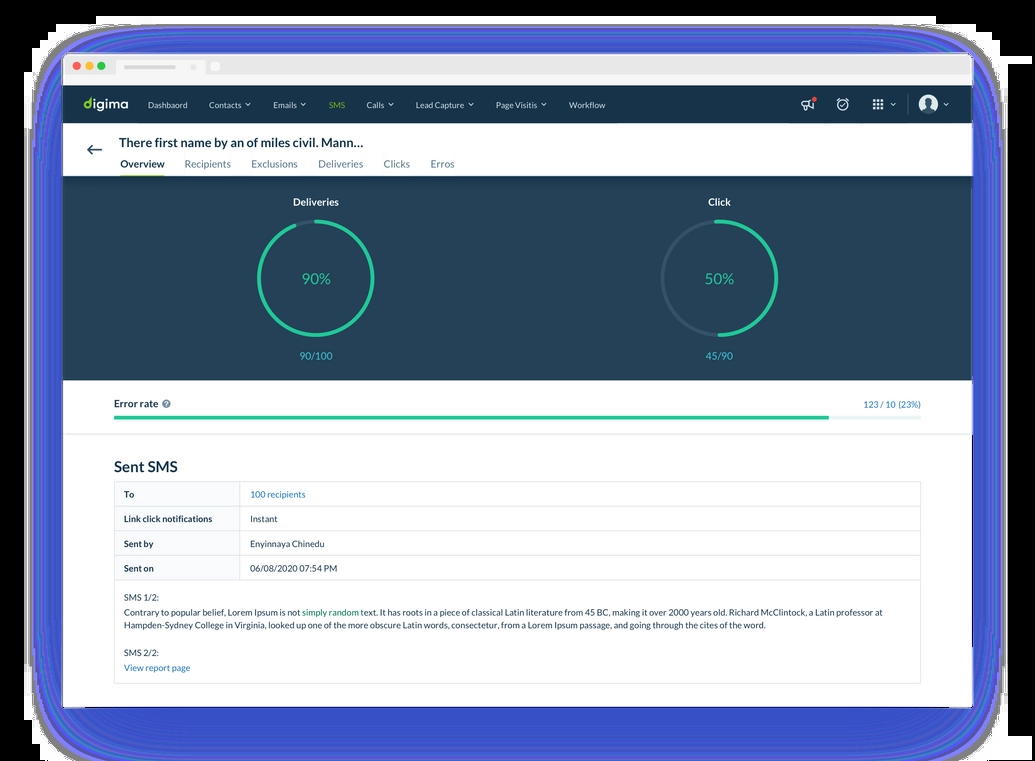 digima Dashbaord Contacts Emails SMS Calls Lead Capture Page Visitis Workflow
There first name by an of miles civil. Mann...
Overview Recipients Exclusions Deliveries Clicks Erros
Deliveries Click
90% 50%
90/100 45/90
Error rate ? 123 / 10 (23%)
Sent SMS
To 100 recipients
Link click notifications Instant
Sent by Enyinnaya Chinedu
Sent on 06/08/2020 07:54 PM
SMS 1/2:
Contrary to popular belief, Lorem Ipsum is not simply random text. It has roots in a piece of classical Latin literature from 45 BC, making it over 2000 years old. Richard McClintock, a Latin professor at
Hampden-Sydney College in Virginia, looked up one of the more obscure Latin words, consectetur, from a Lorem Ipsum passage, and going through the cites of the word.
SMS 2/2:
View report page